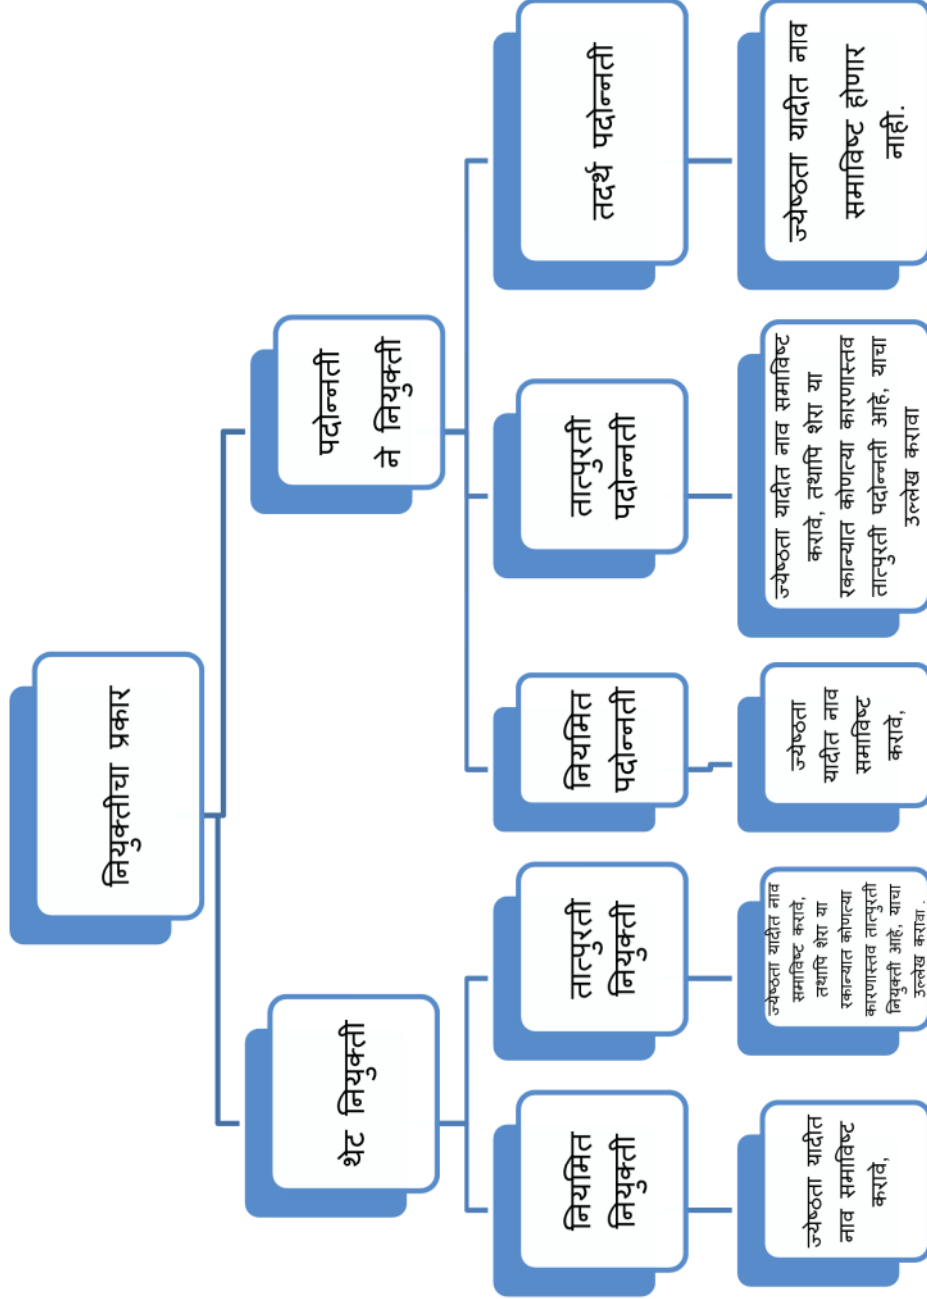 नियुक्तीचा प्रकार
थेट नियुक्ती
पदोन्नती
ने नियुक्ती
नियमित
नियुक्ती
तात्पुरती
नियुक्ती
नियमित
पदोन्नती
तात्पुरती
पदोन्नती
तदर्थ पदोन्नती
ज्येष्ठता यादीत
नाव समाविष्ट
करावे,
ज्येष्ठता यादीत नाव
समाविष्ट करावे,
तथापि शेरा या
रकान्यात कोणत्या
कारणास्तव तात्पुरती
नियुक्ती आहे, याचा
उल्लेख करावा .
ज्येष्ठता
यादीत नाव
समाविष्ट
करावे,
ज्येष्ठता यादीत नाव समाविष्ट
करावे, तथापि शेरा या
रकान्यात कोणत्या कारणास्तव
तात्पुरती पदोन्नती आहे, याचा
उल्लेख करावा
ज्येष्ठता यादीत नाव
समाविष्ट होणार
नाही.